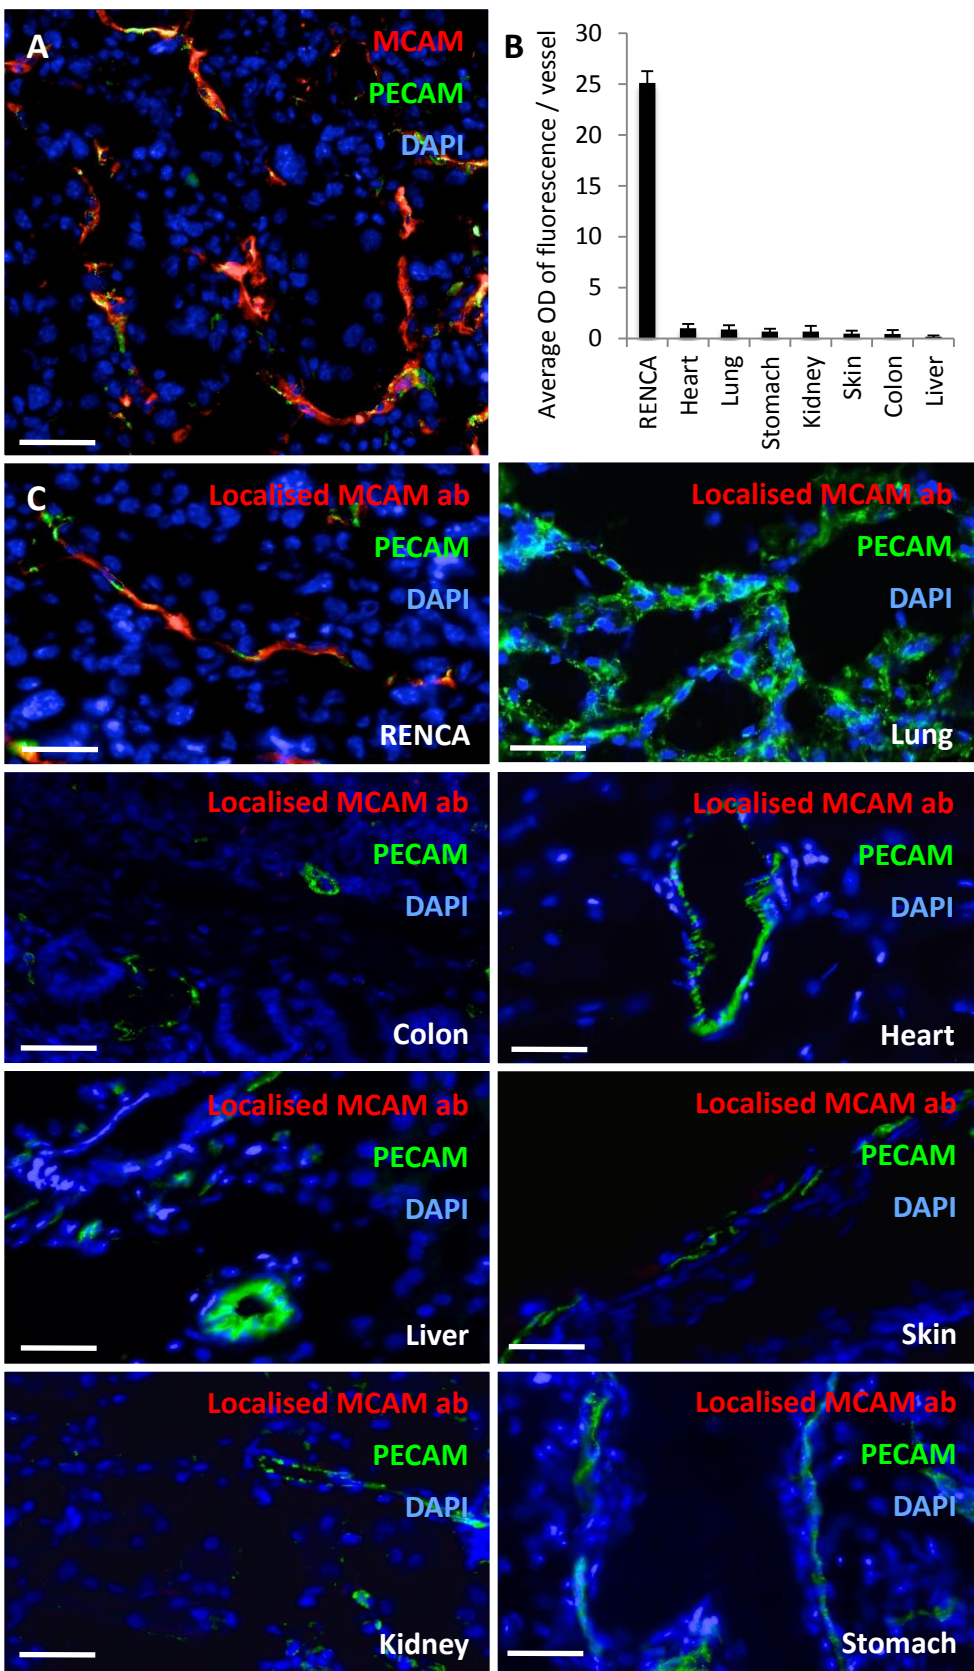 A
MCAM
PECAM
DAPI
B
Average OD of fluorescence / vessel
30
25
20
15
10
5
0
RENCA
Heart
Lung
Stomach
Kidney
Skin
Colon
Liver
C
Localised MCAM ab
PECAM
DAPI
RENCA
Localised MCAM ab
PECAM
DAPI
Lung
Localised MCAM ab
PECAM
DAPI
Colon
Localised MCAM ab
PECAM
DAPI
Heart
Localised MCAM ab
PECAM
DAPI
Liver
Localised MCAM ab
PECAM
DAPI
Skin
Localised MCAM ab
PECAM
DAPI
Kidney
Localised MCAM ab
PECAM
DAPI
Stomach